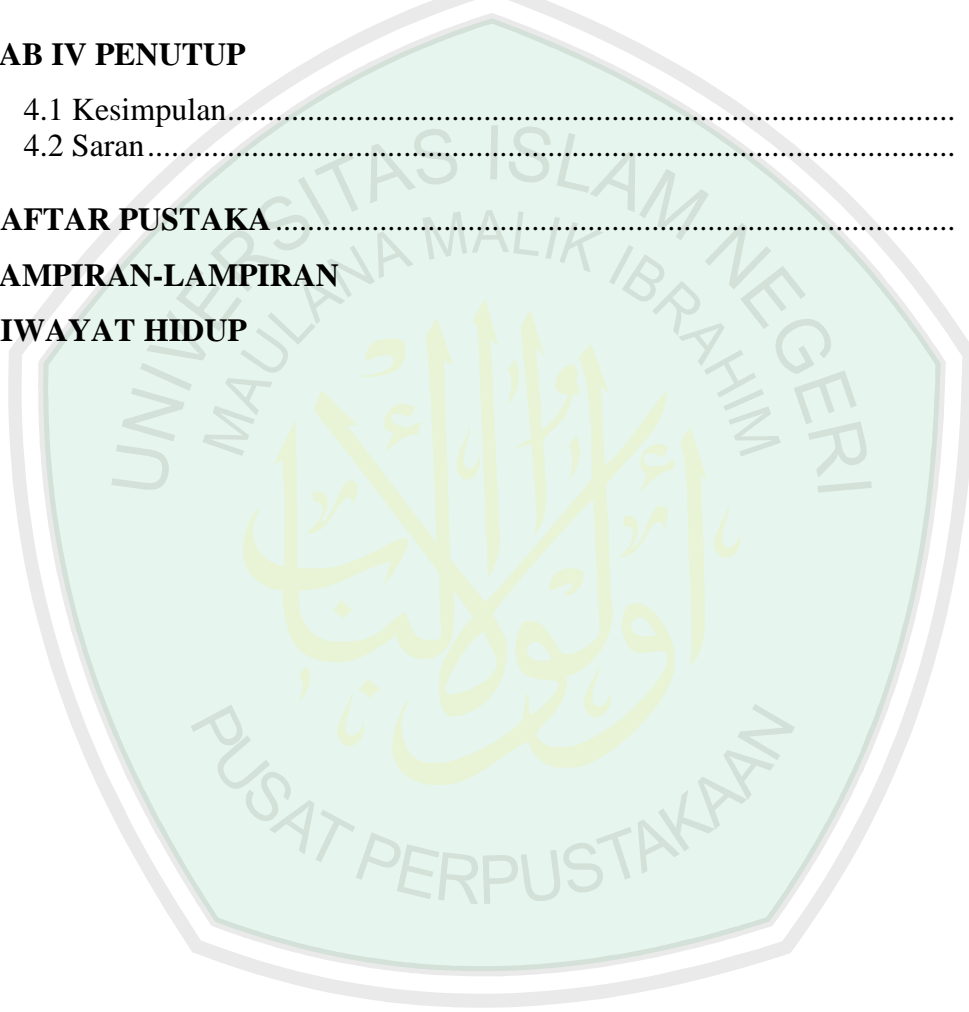 AB IV PENUTUP
4.1 Kesimpulan....................................................................................
4.2 Saran....................................................................................
AFTAR PUSTAKA....................................................................................
AMPIRAN-LAMPIRAN
IWAYAT HIDUP
UNIVERSITAS ISLAM NEGERI
MAULANA MALIK IBRAHIM
PUSAT PERPUSTAKAAN